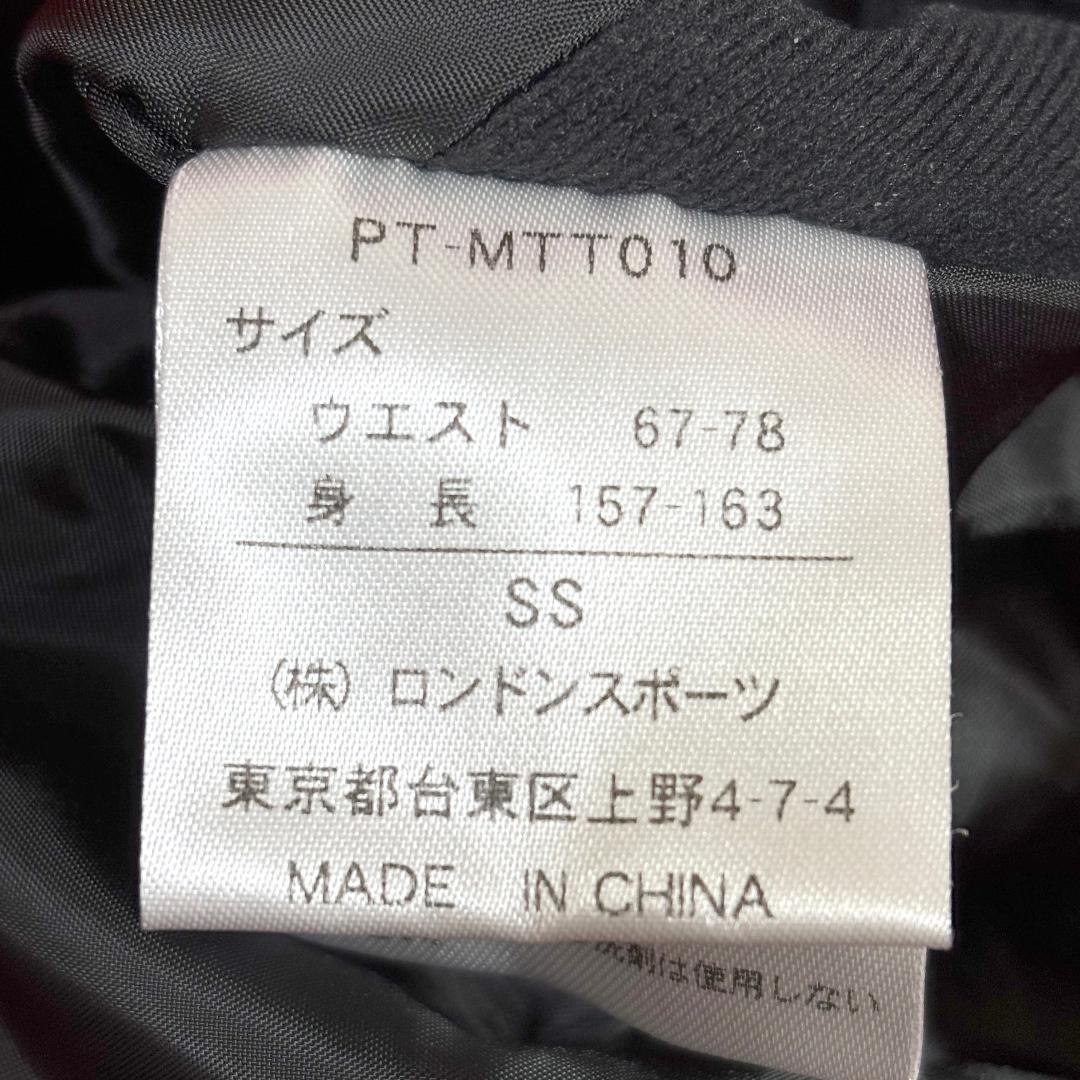 PT-MTT010
サイズ
ウエスト 67-78
身 長 157-163
SS
(株) ロンドンスポーツ
東京都台東区上野4-7-4
MADE IN CHINA
洗剤は使用しない